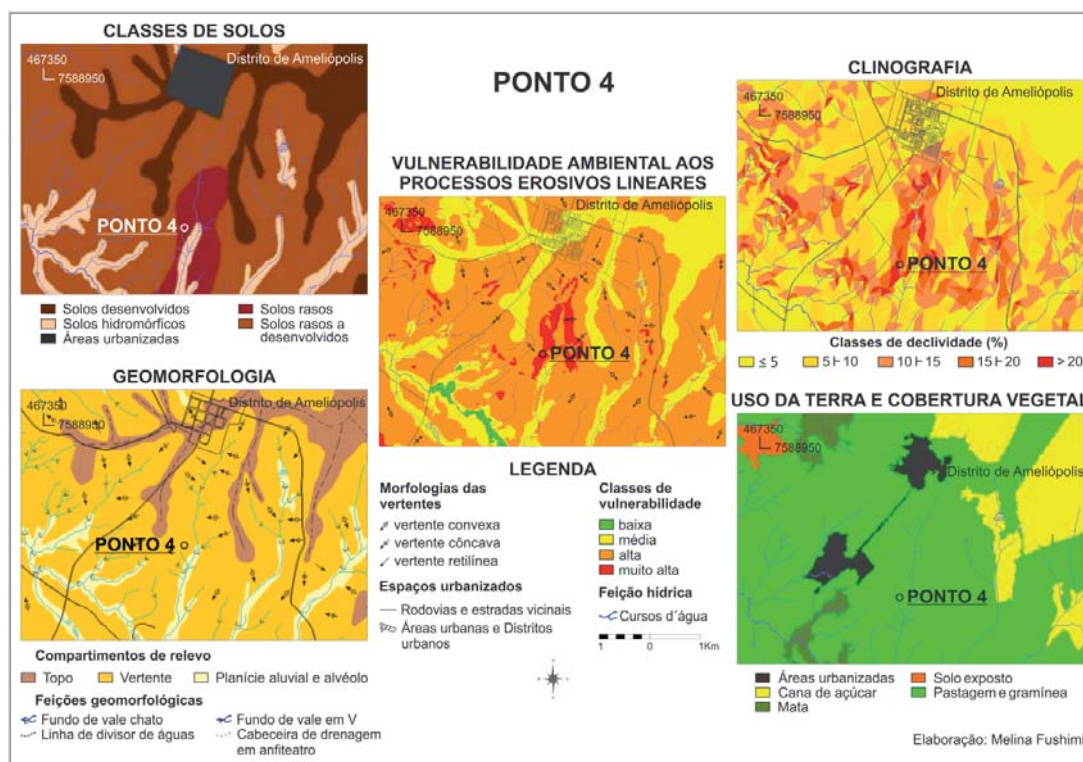 CLASSES DE SOLOS
467350
7588950
Distrito de Ameliópolis
PONTO 4
Solos desenvolvidos
Solos rasos
Solos hidromórficos
Solos rasos a
desenvolvidos
Áreas urbanizadas
GEOMORFOLOGIA
467350
7588950
Distrito de Ameliópolis
PONTO 4
Compartimentos de relevo
Topo
Vertente
Planície aluvial e alvéolo
Feições geomorfológicas
Fundo de vale chato
Fundo de vale em V
Linha de divisor de águas
Cabeceira de drenagem
em anfiteatro
PONTO 4
VULNERABILIDADE AMBIENTAL AOS
PROCESSOS EROSIVOS LINEARES
467350
7588950
Distrito de Ameliópolis
PONTO 4
LEGENDA
Morfologias das
vertentes
vertente convexa
vertente côncava
vertente retilínea
Espaços urbanizados
Rodovias e estradas vicinais
Áreas urbanas e Distritos
urbanos
Classes de
vulnerabilidade
baixa
média
alta
muito alta
Feição hídrica
Cursos d´água
1 0 1Km
CLINOGRAFIA
467350
7588950
Distrito de Ameliópolis
PONTO 4
Classes de declividade (%)
≤ 5
5⊢10
10⊢15
15⊢20
>20
USO DA TERRA E COBERTURA VEGETAL
467350
7588950
Distrito de Ameliópolis
PONTO 4
Áreas urbanizadas
Solo exposto
Cana de açúcar
Pastagem e gramínea
Mata
Elaboração: Melina Fushimi